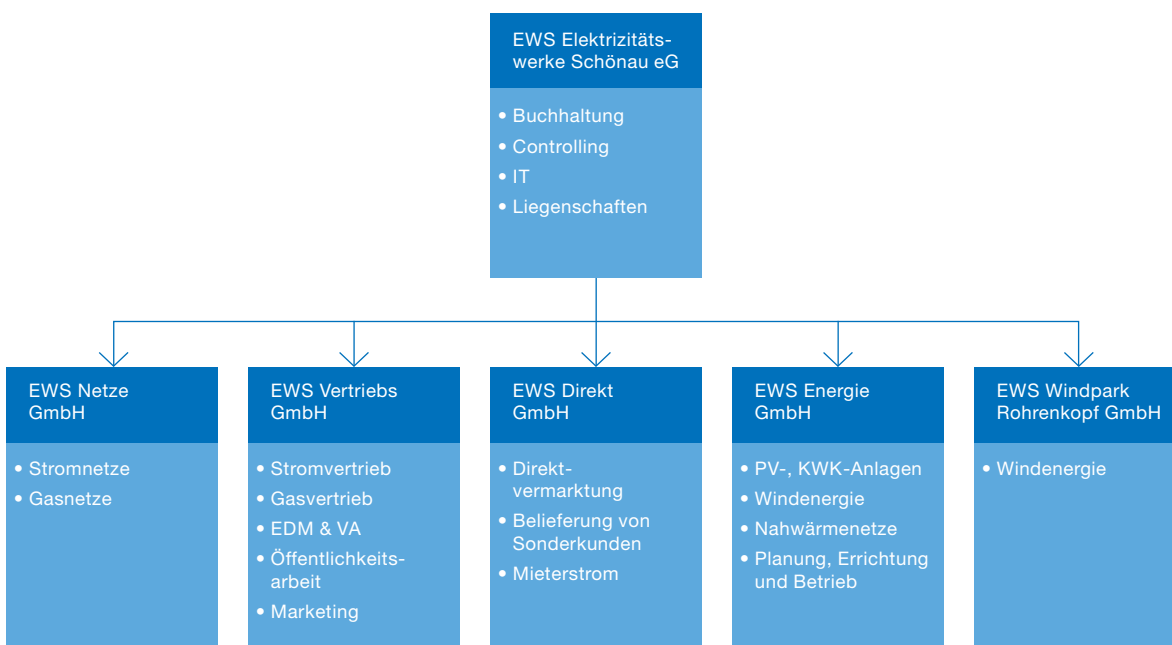 EWS Elektrizitäts-
werke Schönau eG
• Buchhaltung
• Controlling
• IT
• Liegenschaften
EWS Netze
GmbH
• Stromnetze
• Gasnetze
EWS Vertriebs
GmbH
• Stromvertrieb
• Gasvertrieb
• EDM & VA
• Öffentlichkeits-
arbeit
• Marketing
EWS Direkt
GmbH
• Direkt-
vermarktung
• Belieferung von
Sonderkunden
• Mieterstrom
EWS Energie
GmbH
• PV-, KWK-Anlagen
• Windenergie
• Nahwärmenetze
• Planung, Errichtung
und Betrieb
EWS Windpark
Rohrenkopf GmbH
• Windenergie